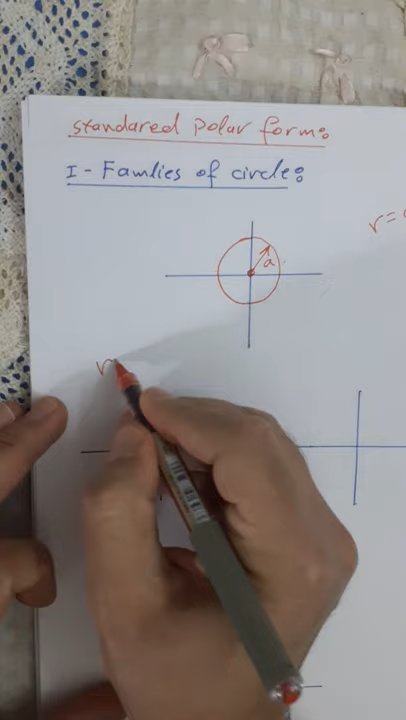 standared polar form:
I - Famlies of circle:
r =
a
r